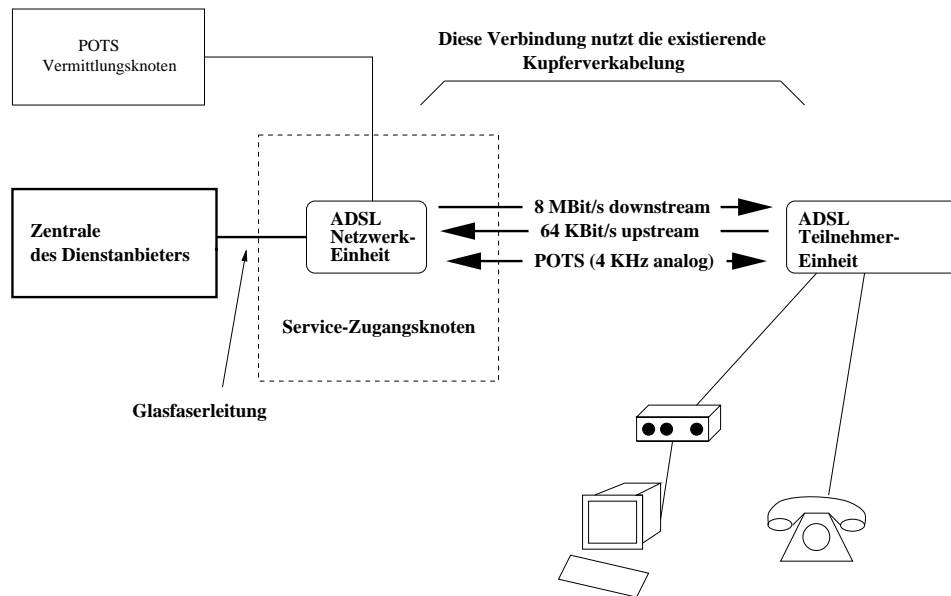 POTS
Vermittlungsknoten
Diese Verbindung nutzt die existierende
Kupferverkabelung
Zentrale
des Dienstanbieters
ADSL
Netzwerk-
Einheit
8 MBit/s downstream
64 KBit/s upstream
POTS (4 KHz analog)
ADSL
Teilnehmer-
Einheit
Service-Zugangsknoten
Glasfaserleitung